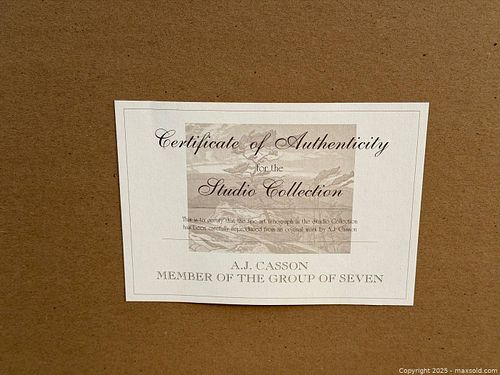 Certificate of Authenticity
for the
Studio Collection
This is to certify that the fine art lithograph in the Studio Collection
has been carefully reproduced from an original work by A.J. Casson
A.J. CASSON
MEMBER OF THE GROUP OF SEVEN
Copyright 2025 - maxsold.com